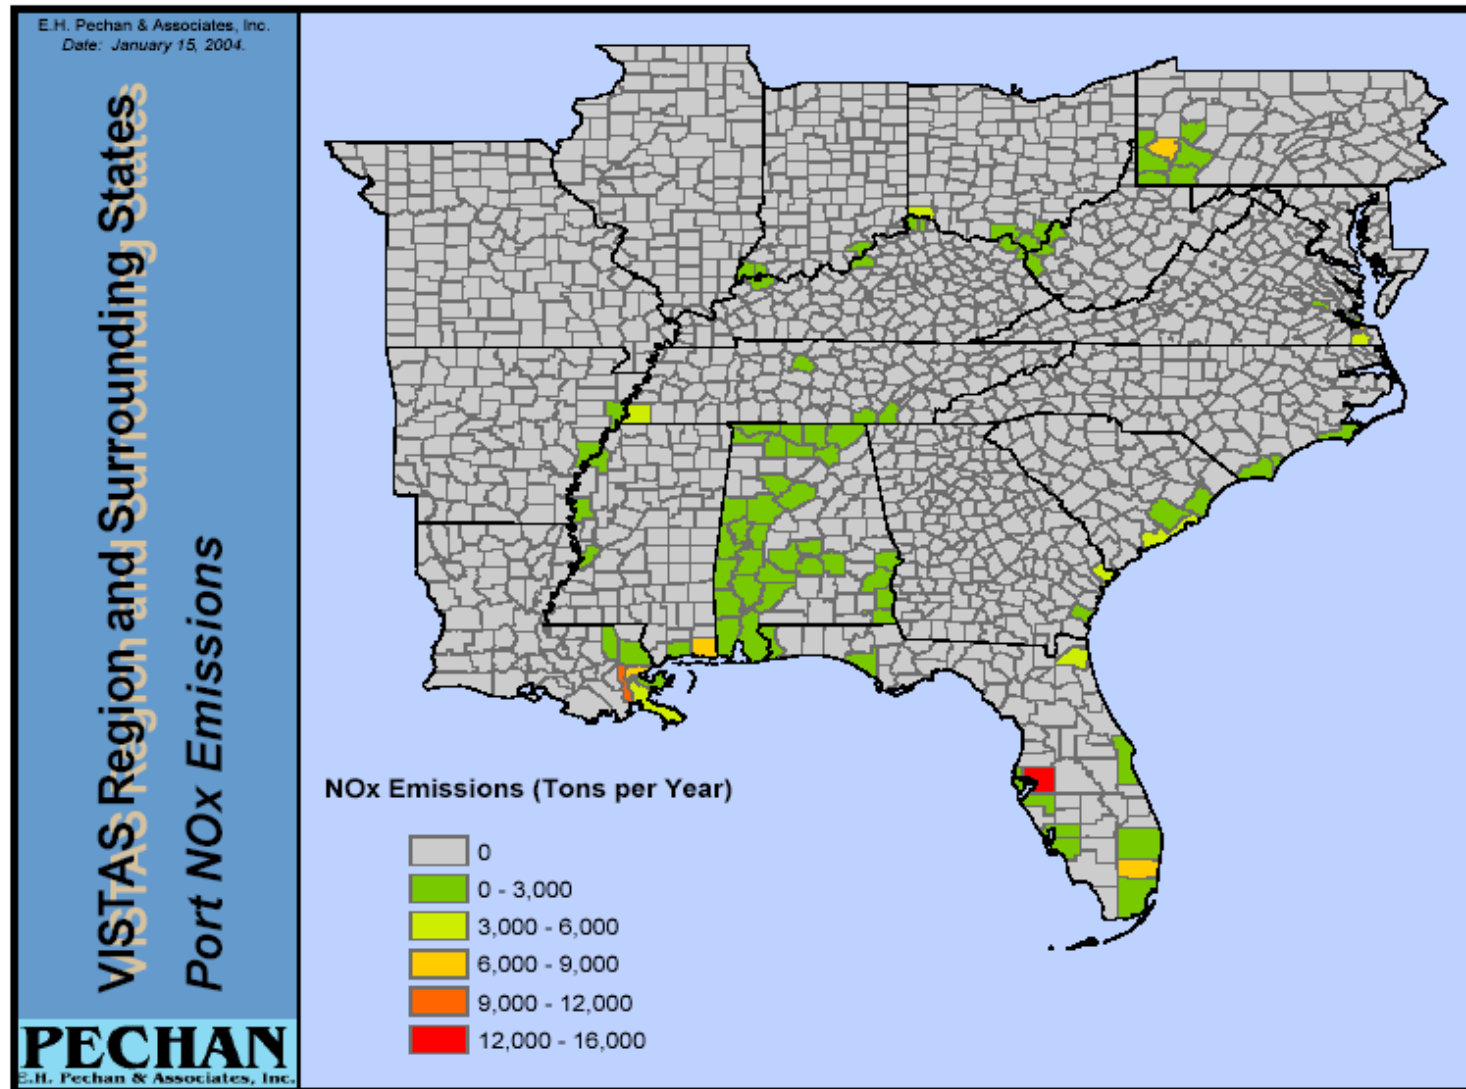 E.H. Pechan & Associates, Inc.
Date: January 15, 2004.
VISTAS Region and Surrounding States
Port NOx Emissions
PECHAN
E.H. Pechan & Associates, Inc.
NOx Emissions (Tons per Year)
0
0 - 3,000
3,000 - 6,000
6,000 - 9,000
9,000 - 12,000
12,000 - 16,000